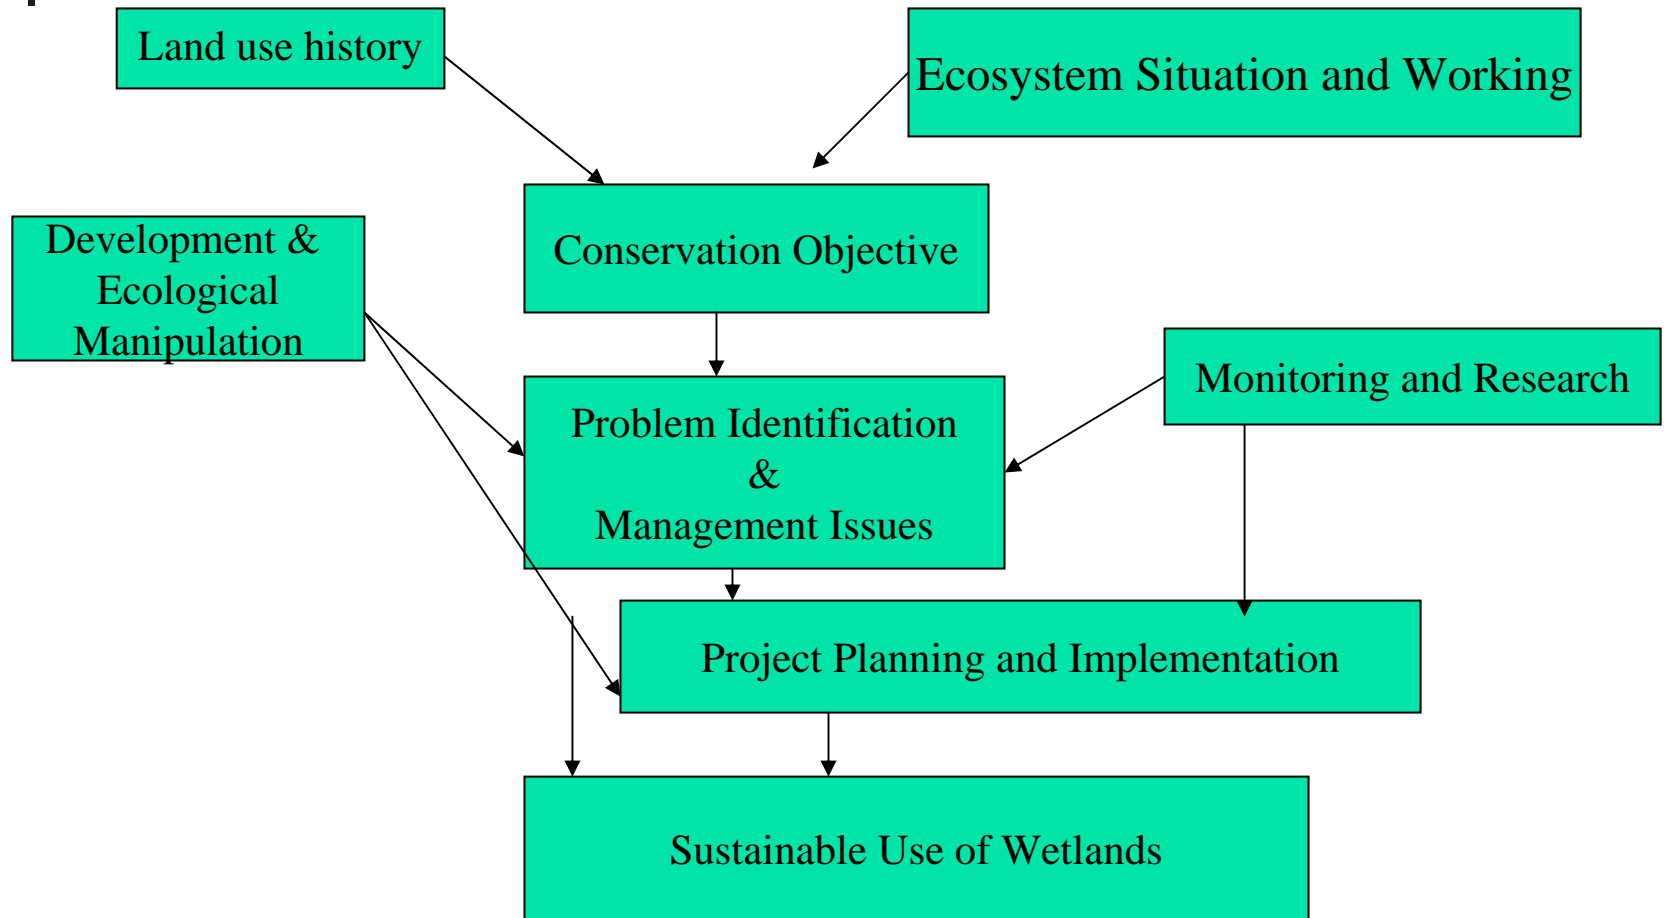 Land use history
Ecosystem Situation and Working
Conservation Objective
Development &
Ecological
Manipulation
Monitoring and Research
Problem Identification
&
Management Issues
Project Planning and Implementation
Sustainable Use of Wetlands